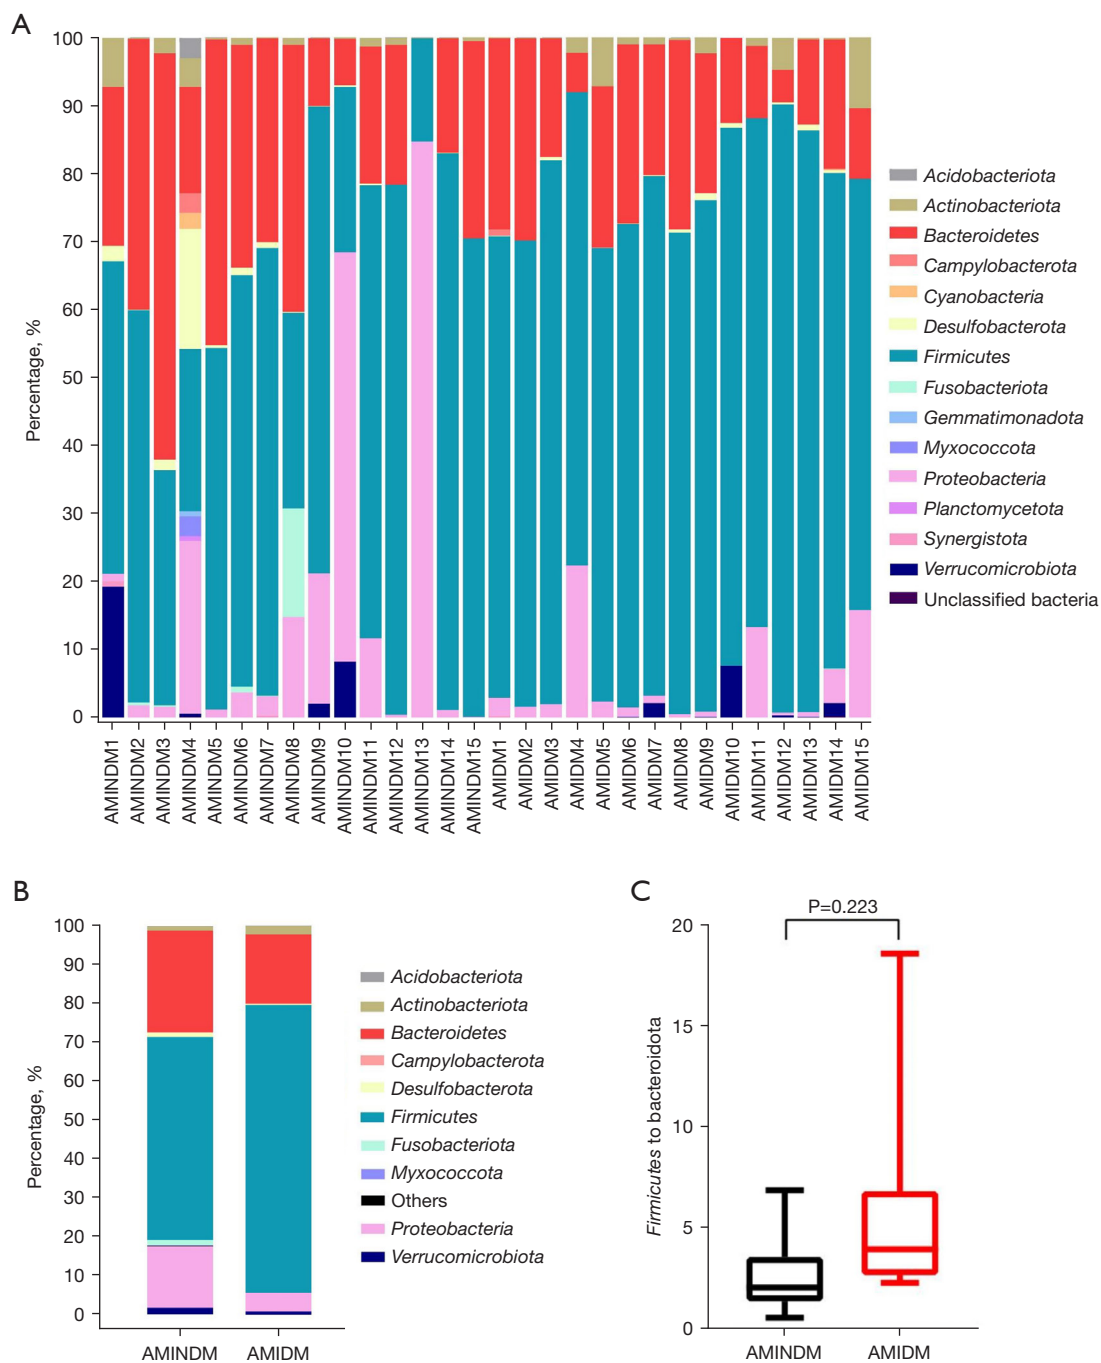 A
Percentage, %
100
90
80
70
60
50
40
30
20
10
0
AMINDM1
AMINDM2
AMINDM3
AMINDM4
AMINDM5
AMINDM6
AMINDM7
AMINDM8
AMINDM9
AMINDM10
AMINDM11
AMINDM12
AMINDM13
AMINDM14
AMINDM15
AMIDM1
AMIDM2
AMIDM3
AMIDM4
AMIDM5
AMIDM6
AMIDM7
AMIDM8
AMIDM9
AMIDM10
AMIDM11
AMIDM12
AMIDM13
AMIDM14
AMIDM15
Acidobacteriota
Actinobacteriota
Bacteroidetes
Campylobacterota
Cyanobacteria
Desulfobacterota
Firmicutes
Fusobacteriota
Gemmatimonadota
Myxococcota
Proteobacteria
Planctomycetota
Synergistota
Verrucomicrobiota
Unclassified bacteria
B
Percentage, %
100
90
80
70
60
50
40
30
20
10
0
AMINDM
AMIDM
Acidobacteriota
Actinobacteriota
Bacteroidetes
Campylobacterota
Desulfobacterota
Firmicutes
Fusobacteriota
Myxococcota
Others
Proteobacteria
Verrucomicrobiota
C
P=0.223
Firmicutes to bacteroidota
20
15
10
5
0
AMINDM
AMIDM